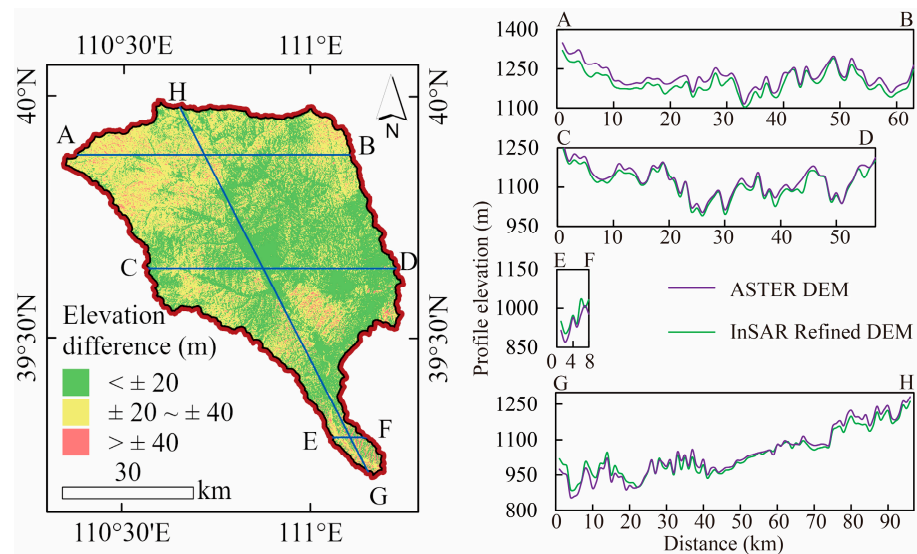 110°30'E 111°E
40°N
40°N
39°30'N
39°30'N
110°30'E 111°E
H
A
B
C
D
E
F
G
N
Elevation
difference (m)
< ± 20
± 20 ~ ± 40
> ± 40
30
km
Profile elevation (m)
A B
1400
1250
1100
0 10 20 30 40 50 60
C D
1250
1100
950
0 10 20 30 40 50
E F
1150
1000
850
0 4 8
ASTER DEM
InSAR Refined DEM
G H
1250
1100
950
800
0 10 20 30 40 50 60 70 80 90
Distance (km)